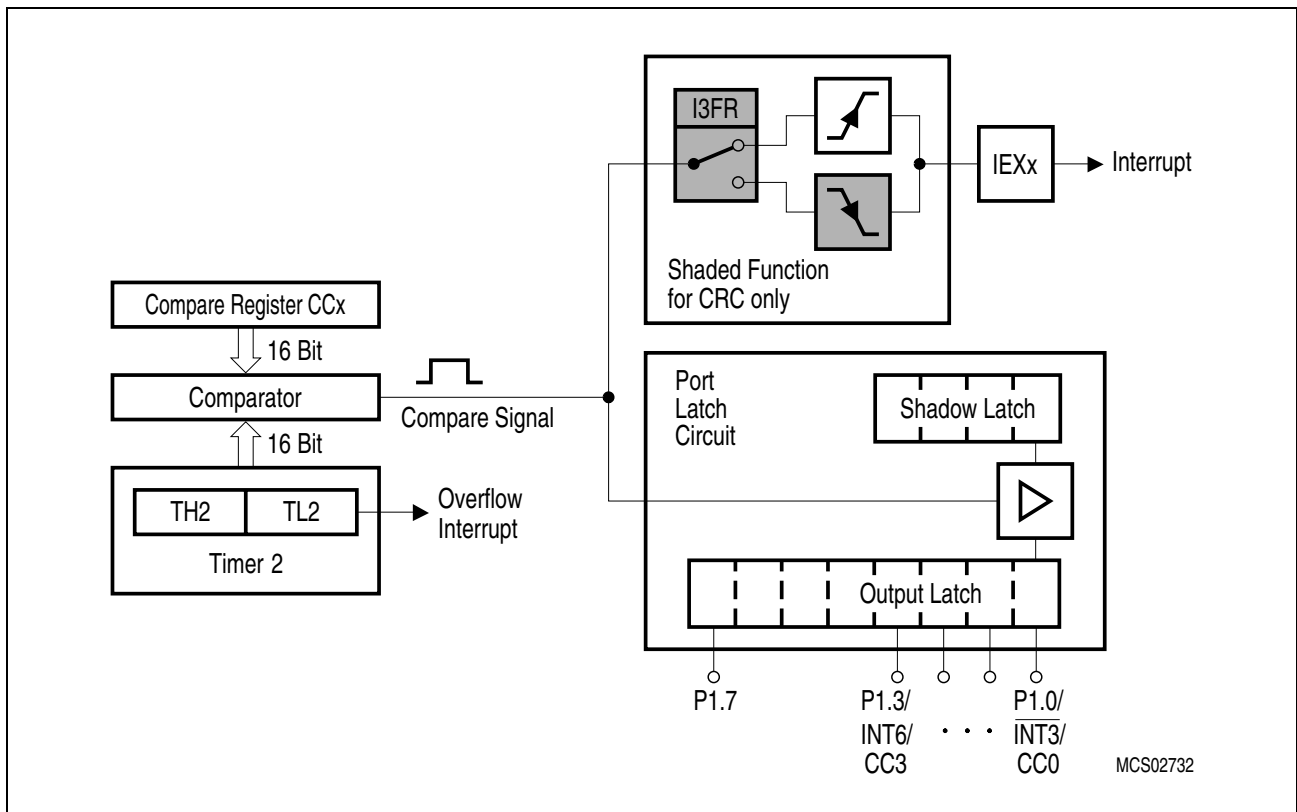 I3FR
IEXx
Interrupt
Shaded Function
for CRC only
Compare Register CCx
16 Bit
Comparator
Compare Signal
16 Bit
TH2
TL2
Timer 2
Overflow
Interrupt
Port
Latch
Circuit
Shadow Latch
Output Latch
P1.7
P1.3/
INT6/
CC3
. . .
P1.0/
INT3/
CC0
MCS02732